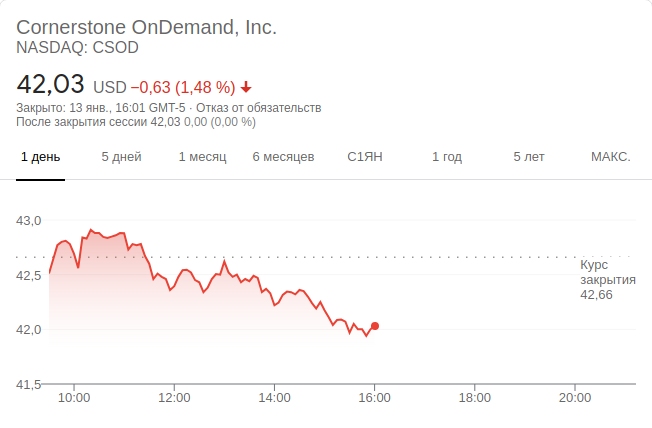 Cornerstone OnDemand, Inc.
NASDAQ: CSOD
42,03 USD −0,63 (1,48 %)
Закрыто: 13 янв., 16:01 GMT-5 · Отказ от обязательств
После закрытия сессии 42,03 0,00 (0,00 %)
1 день 5 дней 1 месяц 6 месяцев С1ЯН 1 год 5 лет МАКС.
43,0
Курс
закрытия
42,66
42,5
42,0
41,5
10:00 12:00 14:00 16:00 18:00 20:00